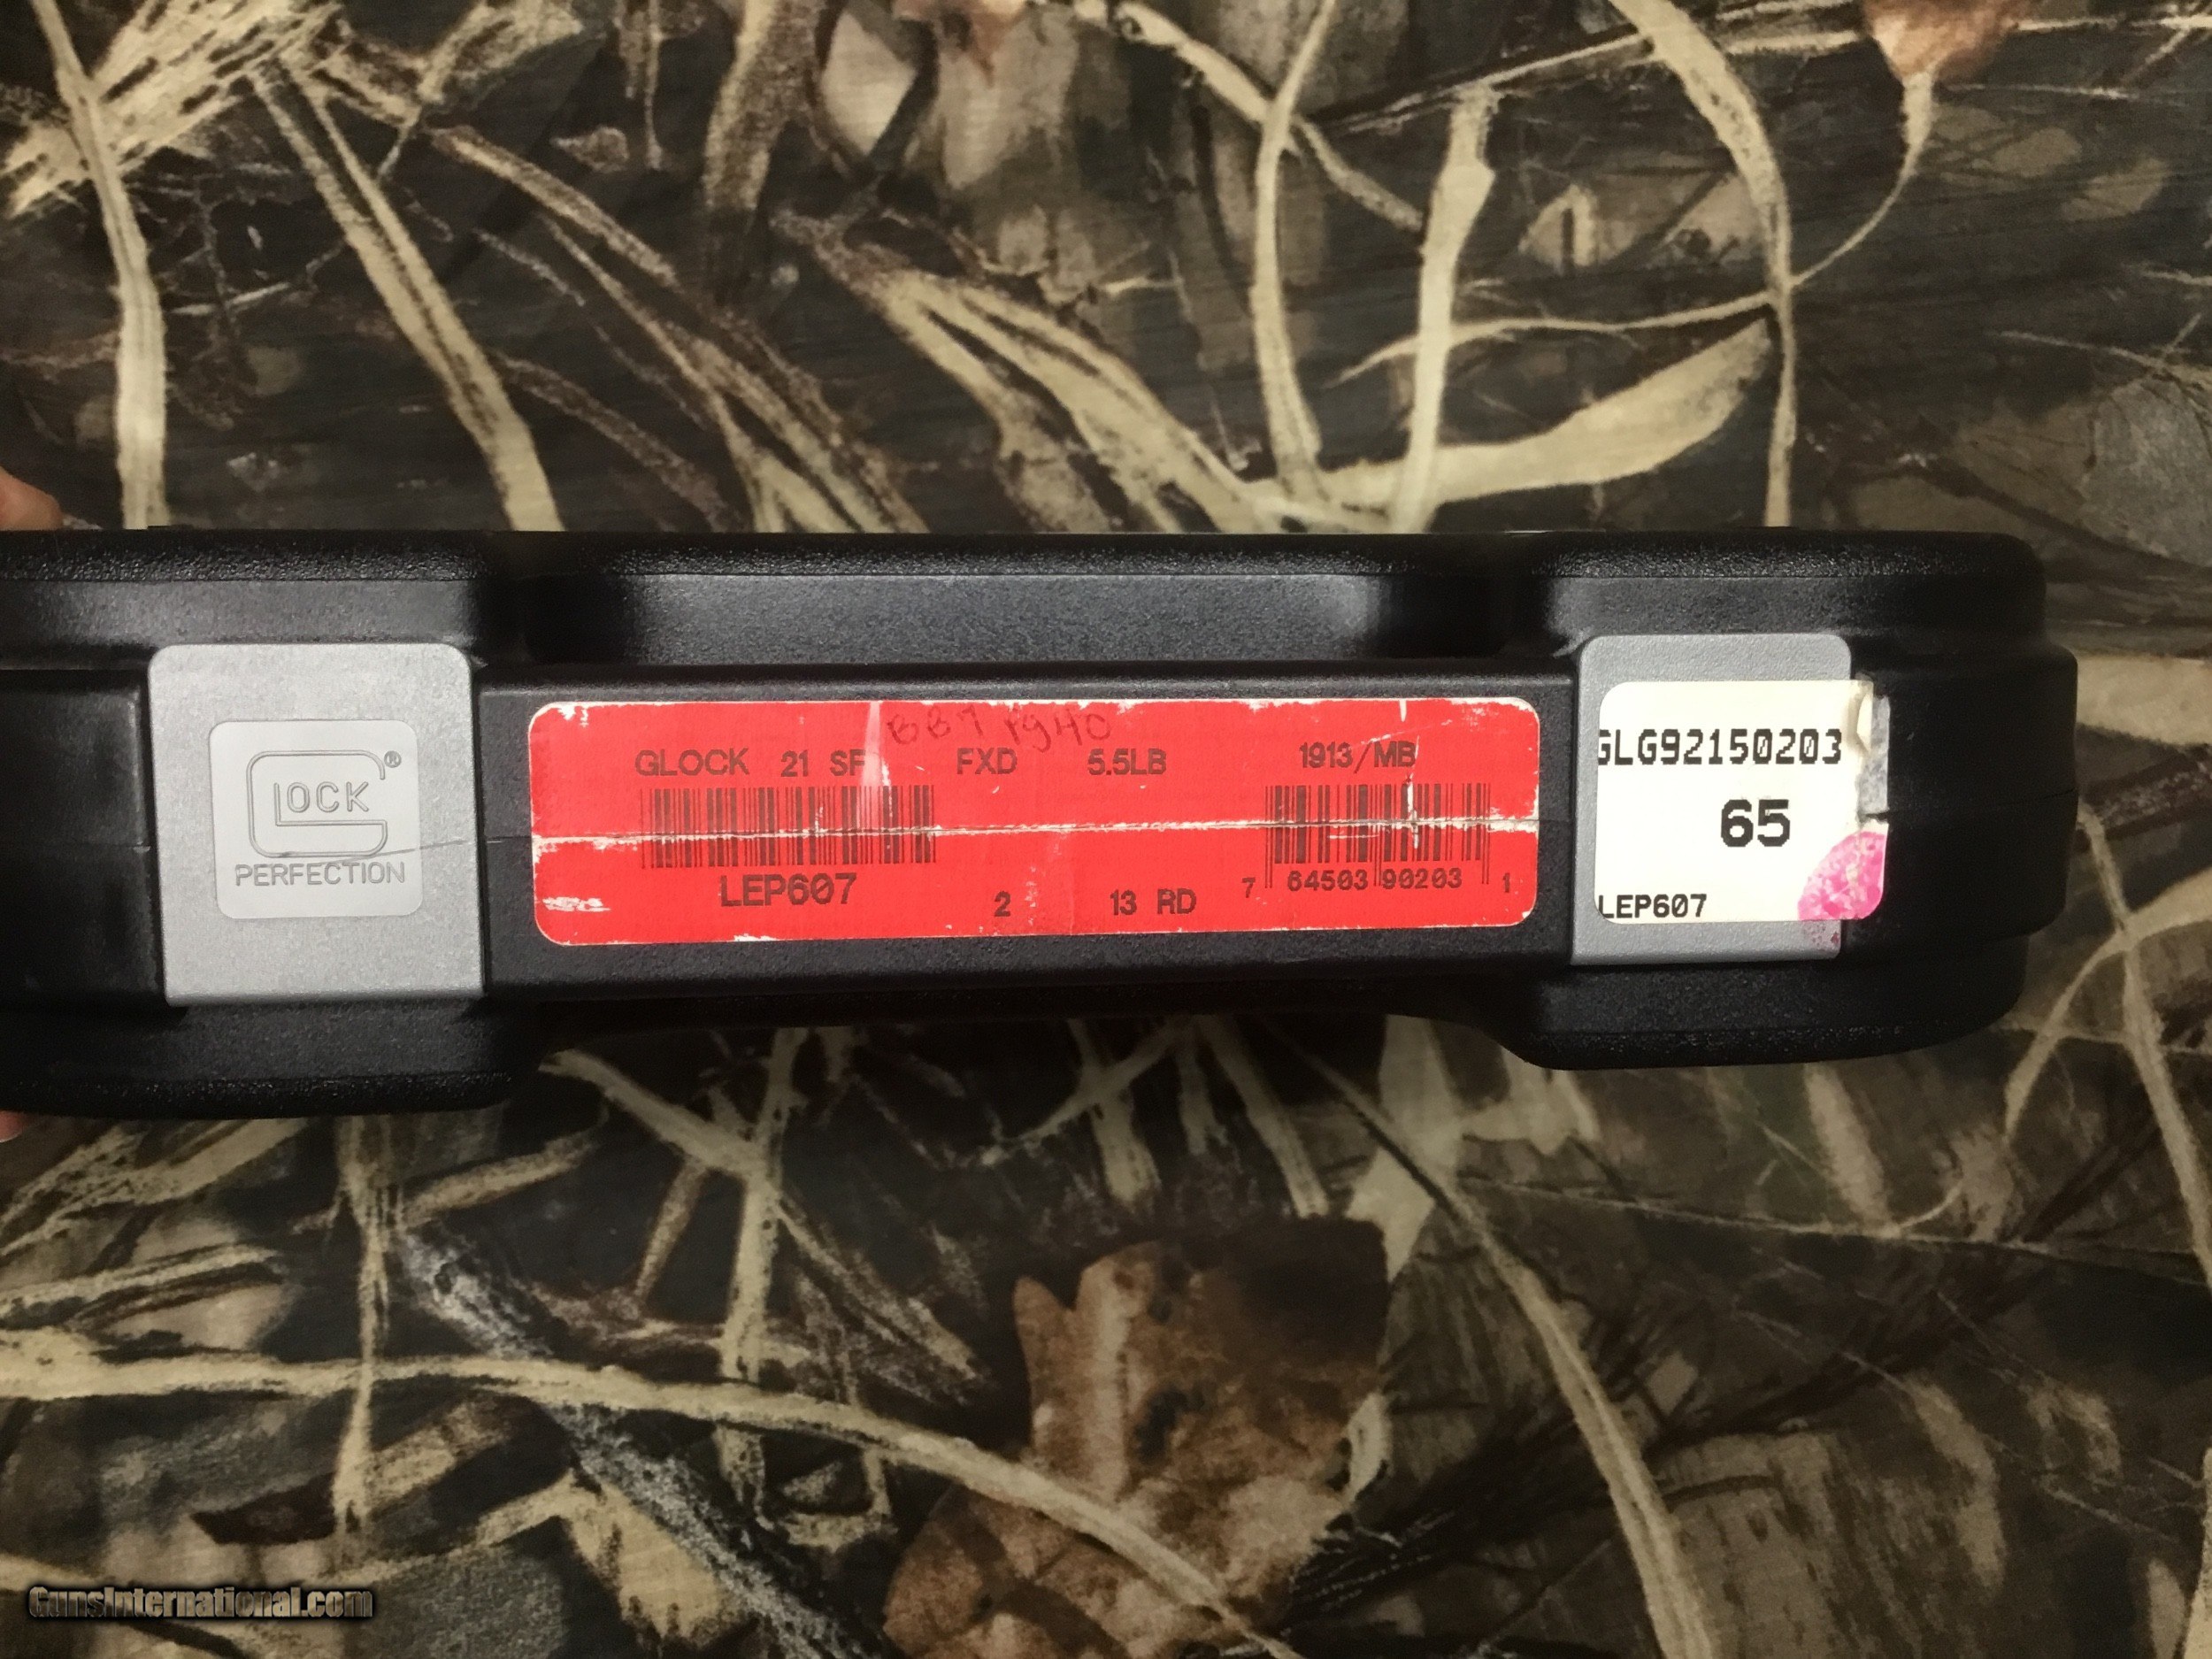 GLOCK®
PERFECTION
GLOCK 21 SF FXD 5.5LB 1913/MB
LEP607 2 13 RD 7 64503 90203 1
GLG92150203
65
LEP607
GunsInternational.com